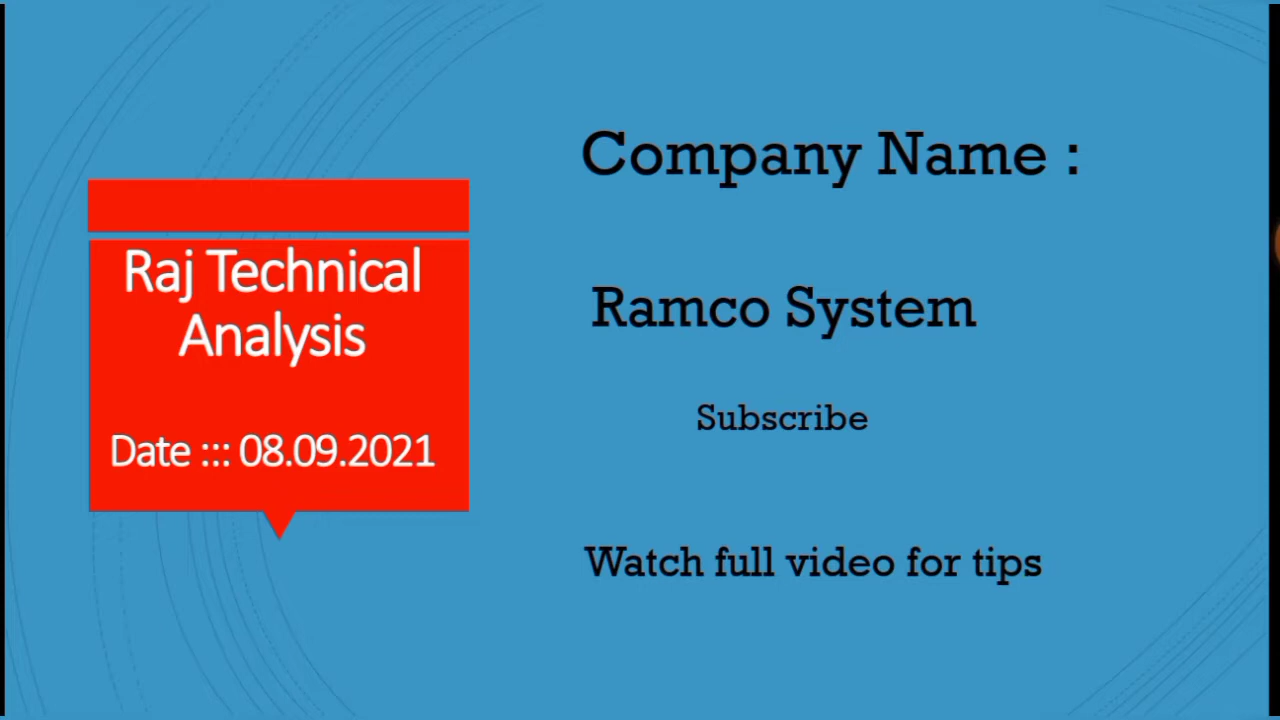 Raj Technical
Analysis
Date ::: 08.09.2021
Company Name :
Ramco System
Subscribe
Watch full video for tips